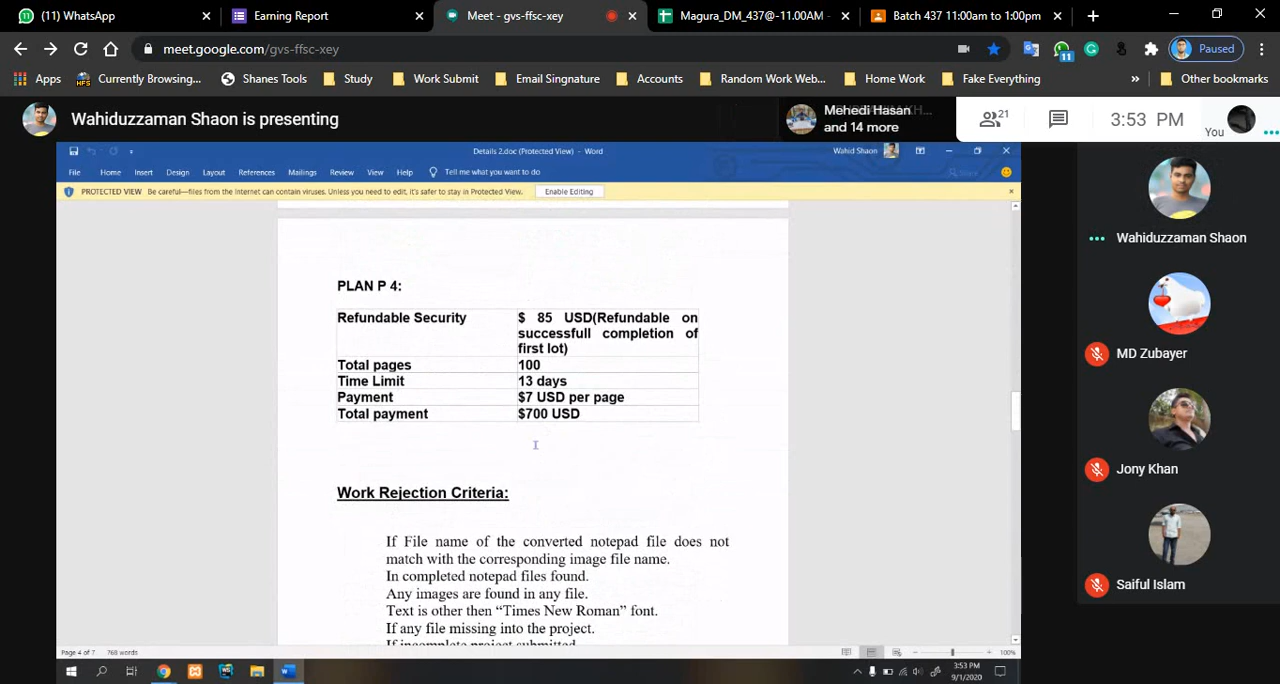 (11) WhatsApp
Earning Report
Meet - gvs-ffsc-xey
Magura_DM_437@-11.00AM -
Batch 437 11:00am to 1:00pm
meet.google.com/gvs-ffsc-xey
11
Paused
Apps
Currently Browsing...
Shanes Tools
Study
Work Submit
Email Singnature
Accounts
Random Work Web...
Home Work
Fake Everything
»
Other bookmarks
Wahiduzzaman Shaon is presenting
Mehedi Hasan
and 14 more
21
3:53 PM
You
Details 2.doc (Protected View) - Word
Wahid Shaon
File
Home
Insert
Design
Layout
References
Mailings
Review
View
Help
Tell me what you want to do
PROTECTED VIEW Be careful—files from the Internet can contain viruses. Unless you need to edit, it's safer to stay in Protected View.
Enable Editing
PLAN P 4:
Refundable Security
$ 85 USD(Refundable on
successfull completion of
first lot)
Total pages
100
Time Limit
13 days
Payment
$7 USD per page
Total payment
$700 USD
Work Rejection Criteria:
If File name of the converted notepad file does not
match with the corresponding image file name.
In completed notepad files found.
Any images are found in any file.
Text is other then “Times New Roman” font.
If any file missing into the project.
If incomplete project submitted
Page 4 of 7
768 words
100%
3:53 PM
9/1/2020
Wahiduzzaman Shaon
MD Zubayer
Jony Khan
Saiful Islam